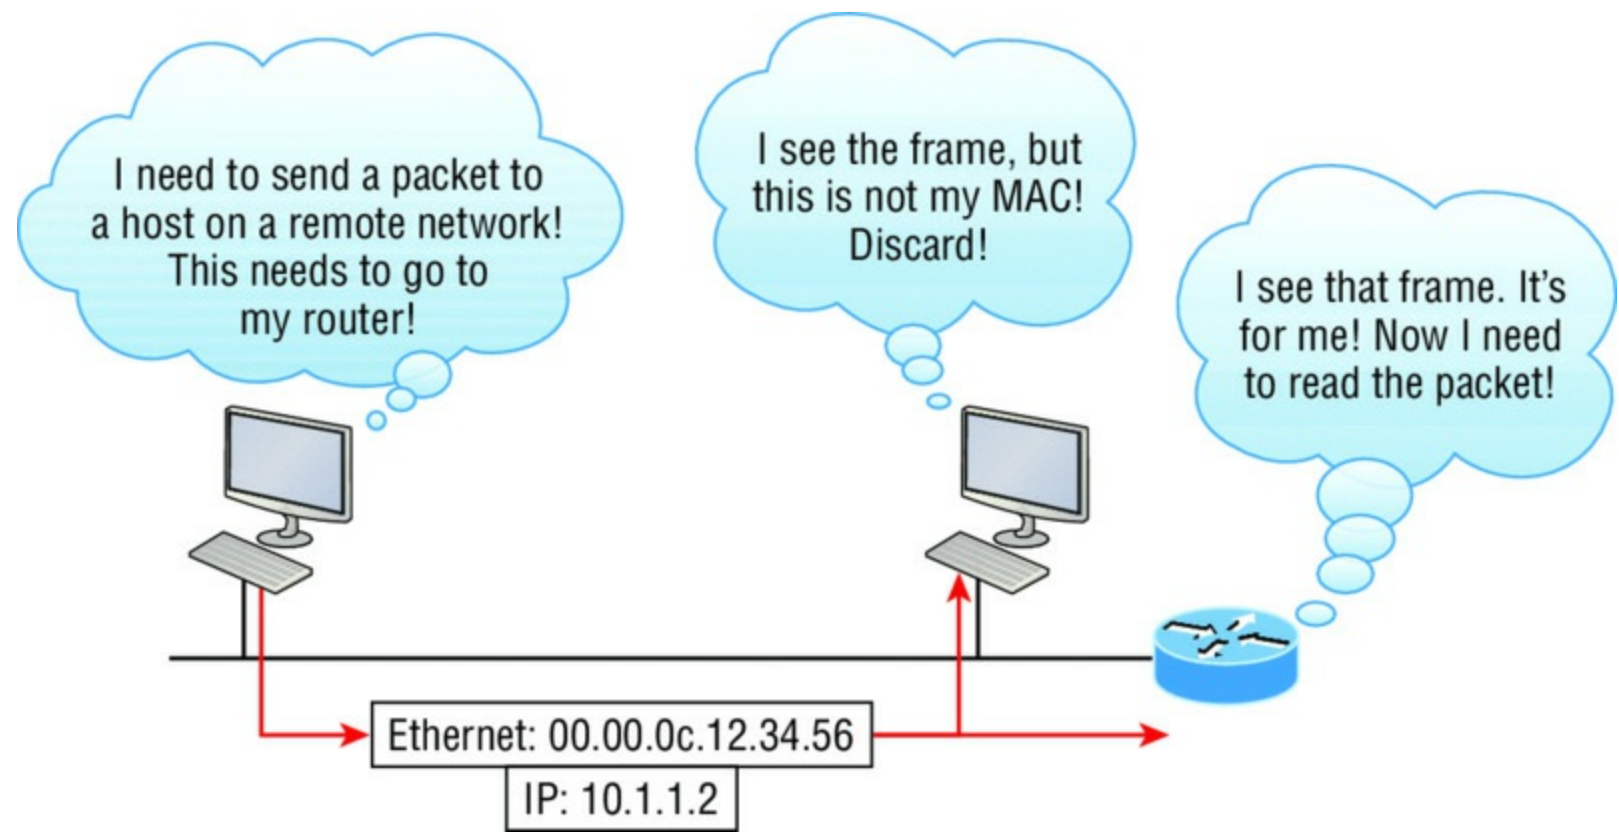 I need to send a packet to
a host on a remote network!
This needs to go to
my router!
I see the frame, but
this is not my MAC!
Discard!
I see that frame. It’s
for me! Now I need
to read the packet!
Ethernet: 00.00.0c.12.34.56
IP: 10.1.1.2